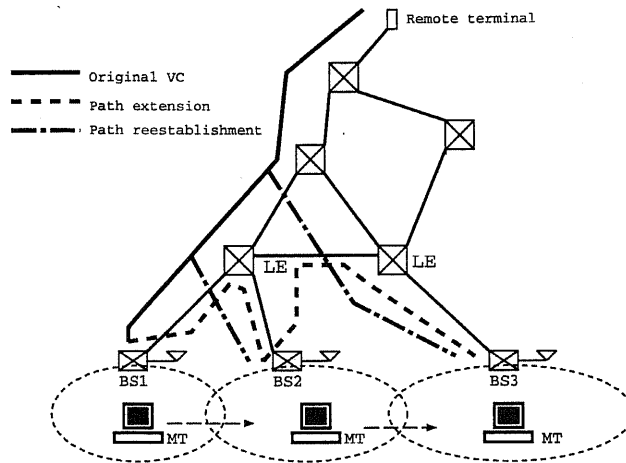 Remote terminal
Original VC
Path extension
Path reestablishment
LE
LE
BS1
BS2
BS3
MT
MT
MT